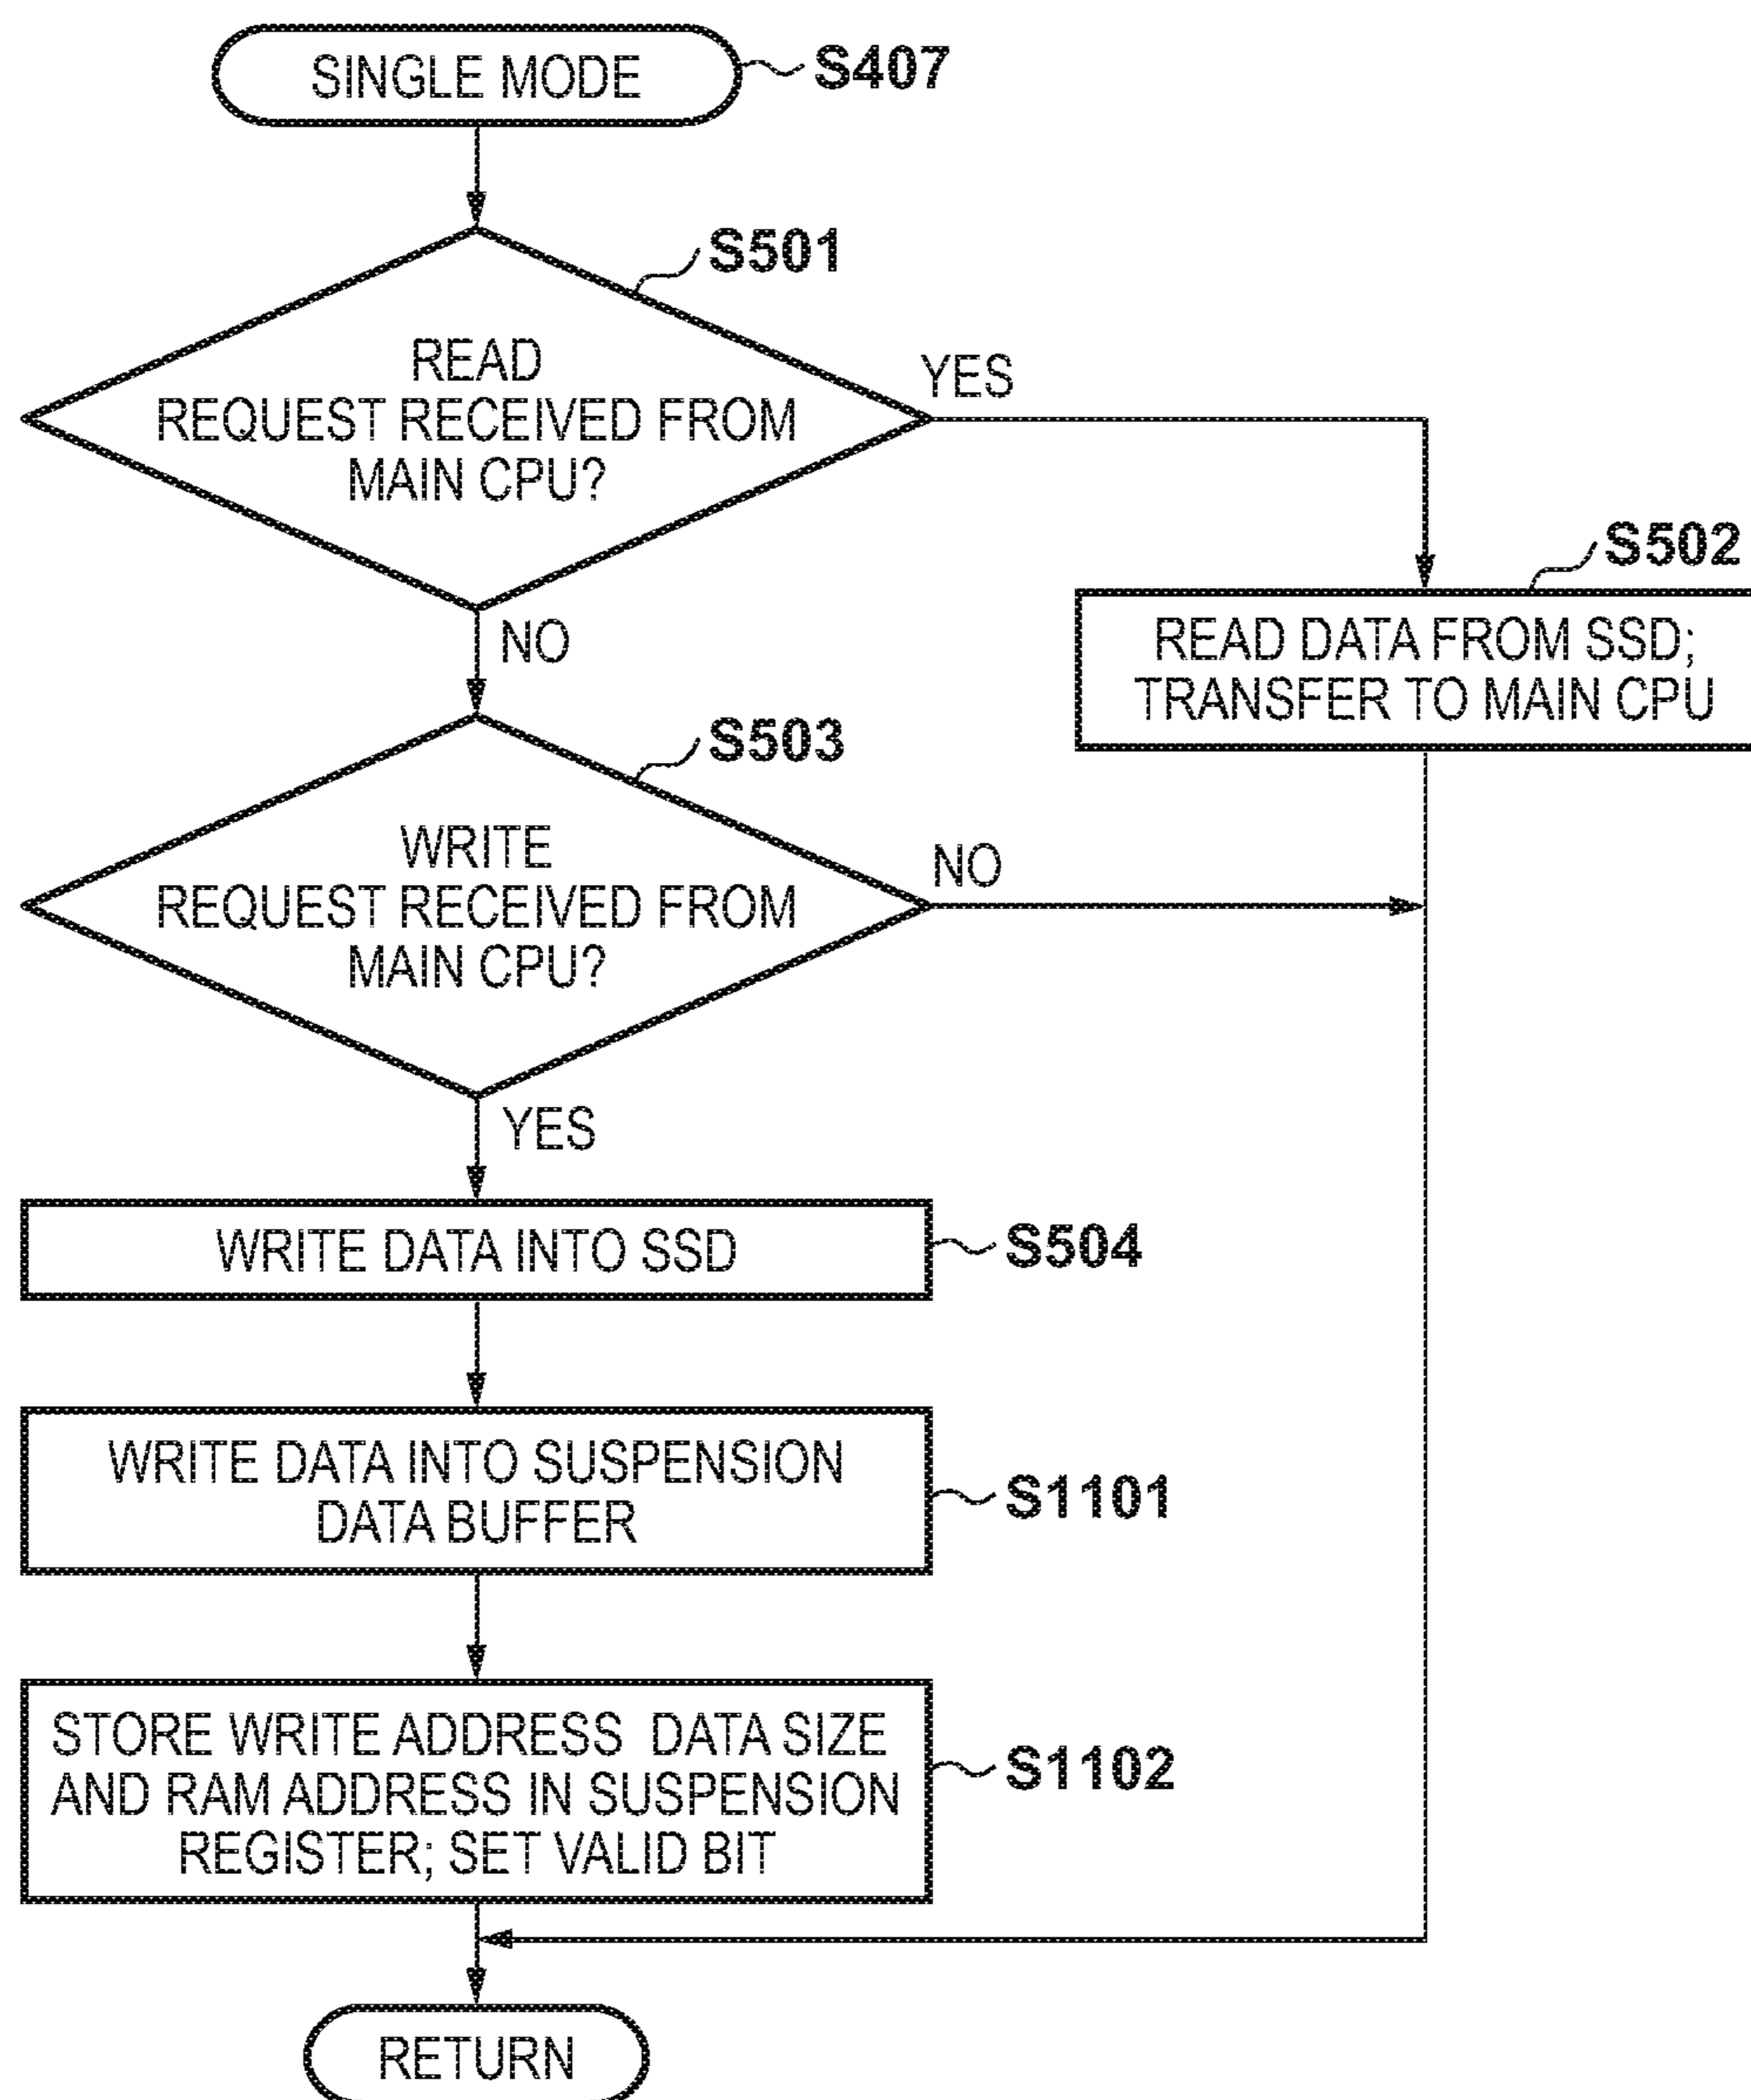 SINGLE MODE
S407
S501
READ
REQUEST RECEIVED FROM
MAIN CPU?
YES
NO
S502
READ DATA FROM SSD;
TRANSFER TO MAIN CPU
S503
WRITE
REQUEST RECEIVED FROM
MAIN CPU?
NO
YES
WRITE DATA INTO SSD
S504
WRITE DATA INTO SUSPENSION
DATA BUFFER
S1101
STORE WRITE ADDRESS DATA SIZE
AND RAM ADDRESS IN SUSPENSION
REGISTER; SET VALID BIT
S1102
RETURN